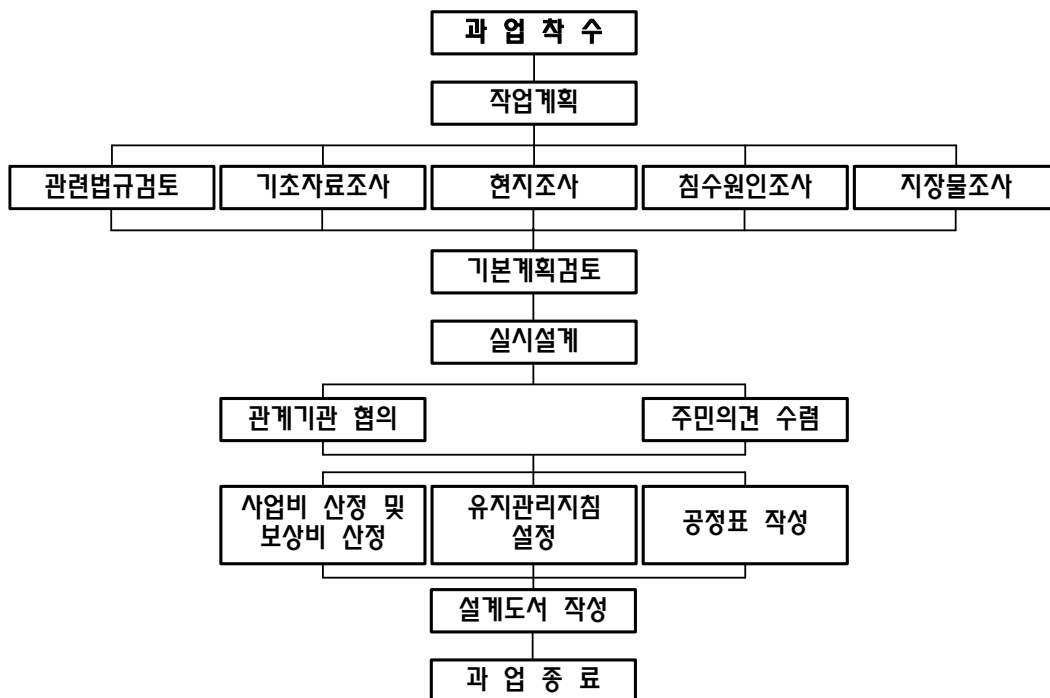 과 업 착 수
작업계획
관련법규검토
기초자료조사
현지조사
침수원인조사
지장물조사
기본계획검토
실시설계
관계기관 협의
주민의견 수렴
사업비 산정 및
보상비 산정
유지관리지침
설정
공정표 작성
설계도서 작성
과 업 종 료